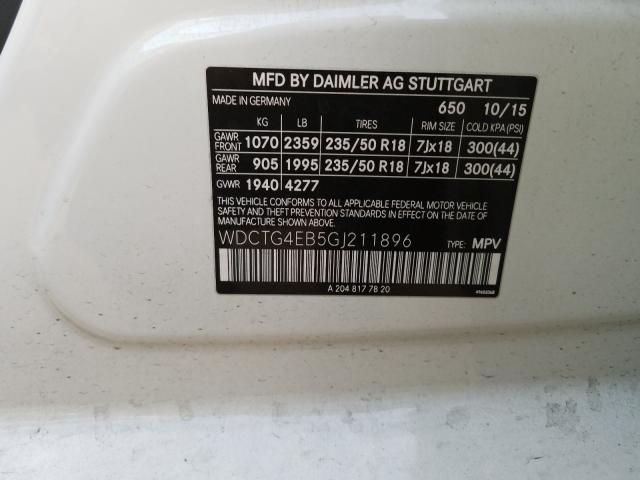 MFD BY DAIMLER AG STUTTGART
MADE IN GERMANY 650 10/15
KG LB TIRES RIM SIZE COLD KPA(PSI)
GAWR FRONT 1070 2359 235/50 R18 7Jx18 300(44)
GAWR REAR 905 1995 235/50 R18 7Jx18 300(44)
GVWR 1940 4277
THIS VEHICLE CONFORMS TO ALL APPLICABLE FEDERAL MOTOR VEHICLE
SAFETY, BUMPER, AND THEFT PREVENTION STANDARDS IN EFFECT ON THE DATE OF
MANUFACTURE SHOWN ABOVE.
WDCTG4EB5GJ211896 TYPE: MPV
A 204 817 78 20